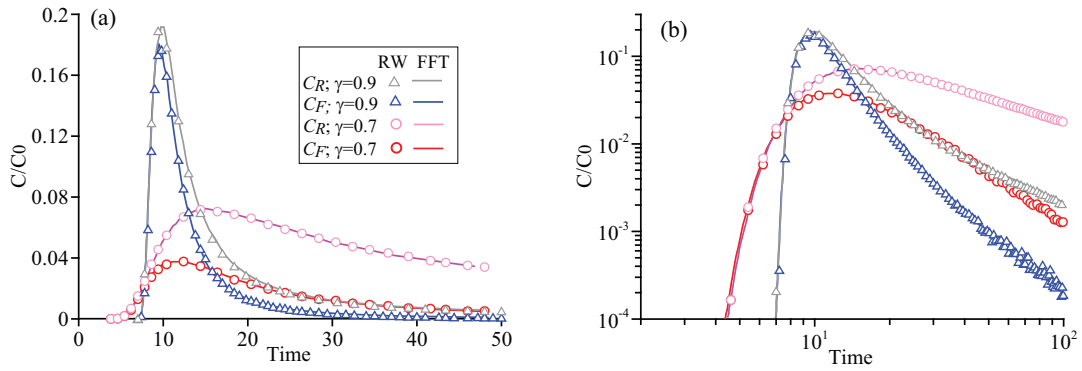 (a)
C/C0
0.2
0.16
0.12
0.08
0.04
0
0 10 20 30 40 50
Time
RW FFT
C_R; γ=0.9
C_F; γ=0.9
C_R; γ=0.7
C_F; γ=0.7
(b)
C/C0
10^-1
10^-2
10^-3
10^-4
10^1 10^2
Time